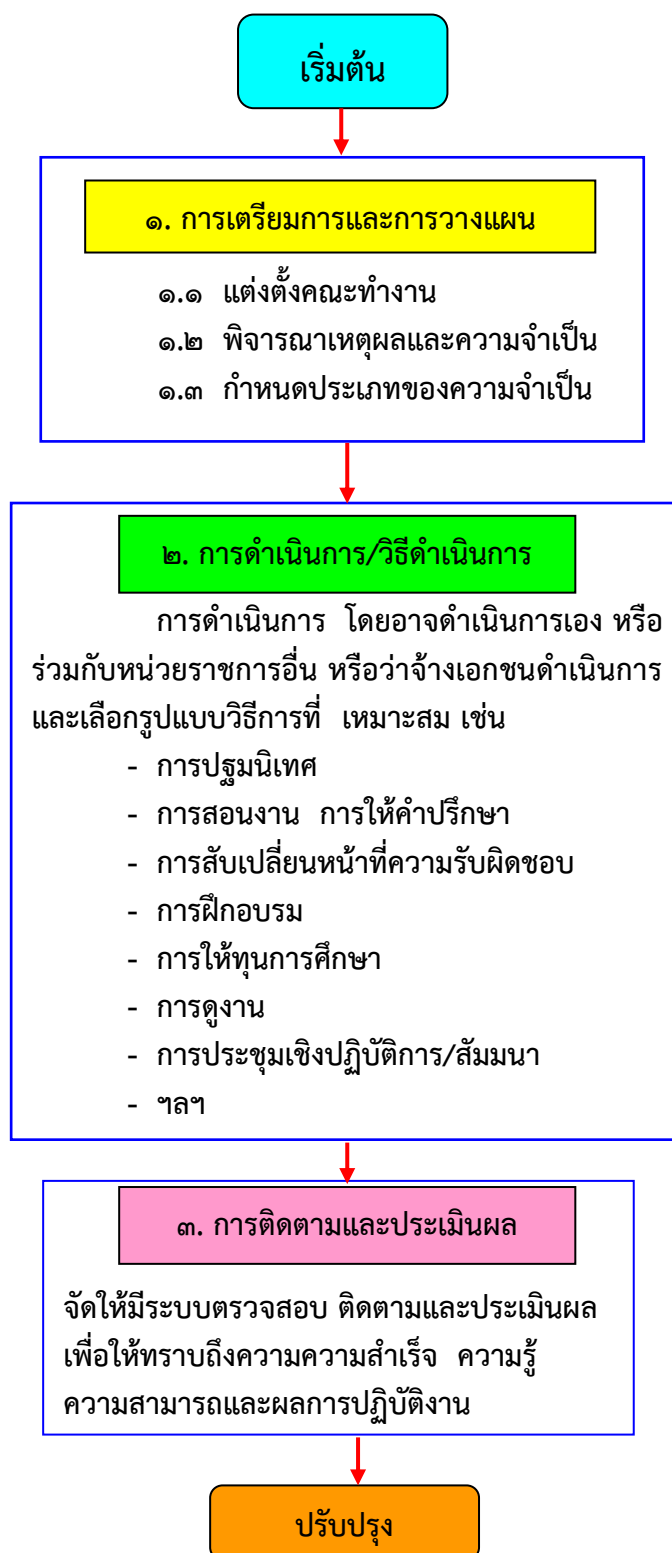 เริ่มต้น
๑. การเตรียมการและการวางแผน
๑.๑ แต่งตั้งคณะทำงาน
๑.๒ พิจารณาเหตุผลและความจำเป็น
๑.๓ กำหนดประเภทของความจำเป็น
๒. การดำเนินการ/วิธีดำเนินการ
การดำเนินการ โดยอาจดำเนินการเอง หรือ
ร่วมกับหน่วยราชการอื่น หรือว่าจ้างเอกชนดำเนินการ
และเลือกรูปแบบวิธีการที่ เหมาะสม เช่น
- การปฐมนิเทศ
- การสอนงาน การให้คำปรึกษา
- การสับเปลี่ยนหน้าที่ความรับผิดชอบ
- การฝึกอบรม
- การให้ทุนการศึกษา
- การดูงาน
- การประชุมเชิงปฏิบัติการ/สัมมนา
- ฯลฯ
๓. การติดตามและประเมินผล
จัดให้มีระบบตรวจสอบ ติดตามและประเมินผล
เพื่อให้ทราบถึงความความสำเร็จ ความรู้
ความสามารถและผลการปฏิบัติงาน
ปรับปรุง